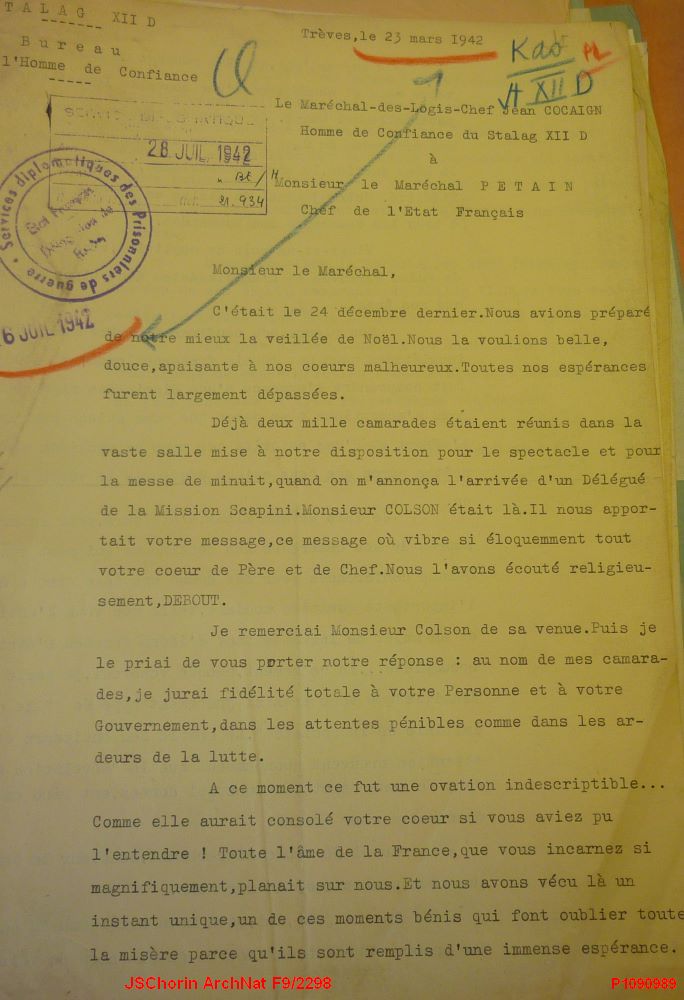 TALAG XII D
Trèves,le 23 mars 1942
Bureau
l'Homme de Confiance
PL
XII D
Le Maréchal-des-Logis-Chef Jean COCAIGN
Homme de Confiance du Stalag XII D
à
28 JUIL 1942
Monsieur le Maréchal PETAIN
21.934
Chef de l'Etat Français
Services diplomatiques des Prisonniers de guerre
Monsieur le Maréchal,
6 JUIL 1942
C'était le 24 décembre dernier.Nous avions préparé
de notre mieux la veillée de Noël.Nous la voulions belle,
douce,apaisante à nos coeurs malheureux.Toutes nos espérances
furent largement dépassées.
Déjà deux mille camarades étaient réunis dans la
vaste salle mise à notre disposition pour le spectacle et pour
la messe de minuit,quand on m'annonça l'arrivée d'un Délégué
de la Mission Scapini.Monsieur COLSON était là.Il nous appor-
tait votre message,ce message où vibre si éloquemment tout
votre coeur de Père et de Chef.Nous l'avons écouté religieu-
sement,DEBOUT.
Je remerciai Monsieur Colson de sa venue.Puis je
le priai de vous porter notre réponse : au nom de mes camara-
des,je jurai fidélité totale à votre Personne et à votre
Gouvernement,dans les attentes pénibles comme dans les ar-
deurs de la lutte.
A ce moment ce fut une ovation indescriptible...
Comme elle aurait consolé votre coeur si vous aviez pu
l'entendre ! Toute l'âme de la France,que vous incarnez si
magnifiquement,planait sur nous.Et nous avons vécu là un
instant unique,un de ces moments bénis qui font oublier toute
la misère parce qu'ils sont remplis d'une immense espérance.
JSChorin ArchNat F9/2298
P1090989